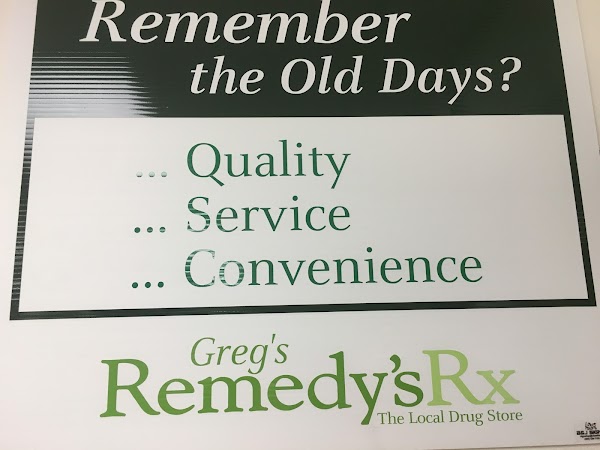 Remember
the Old Days?
... Quality
... Service
... Convenience
Greg's
Remedy'sRx
The Local Drug Store